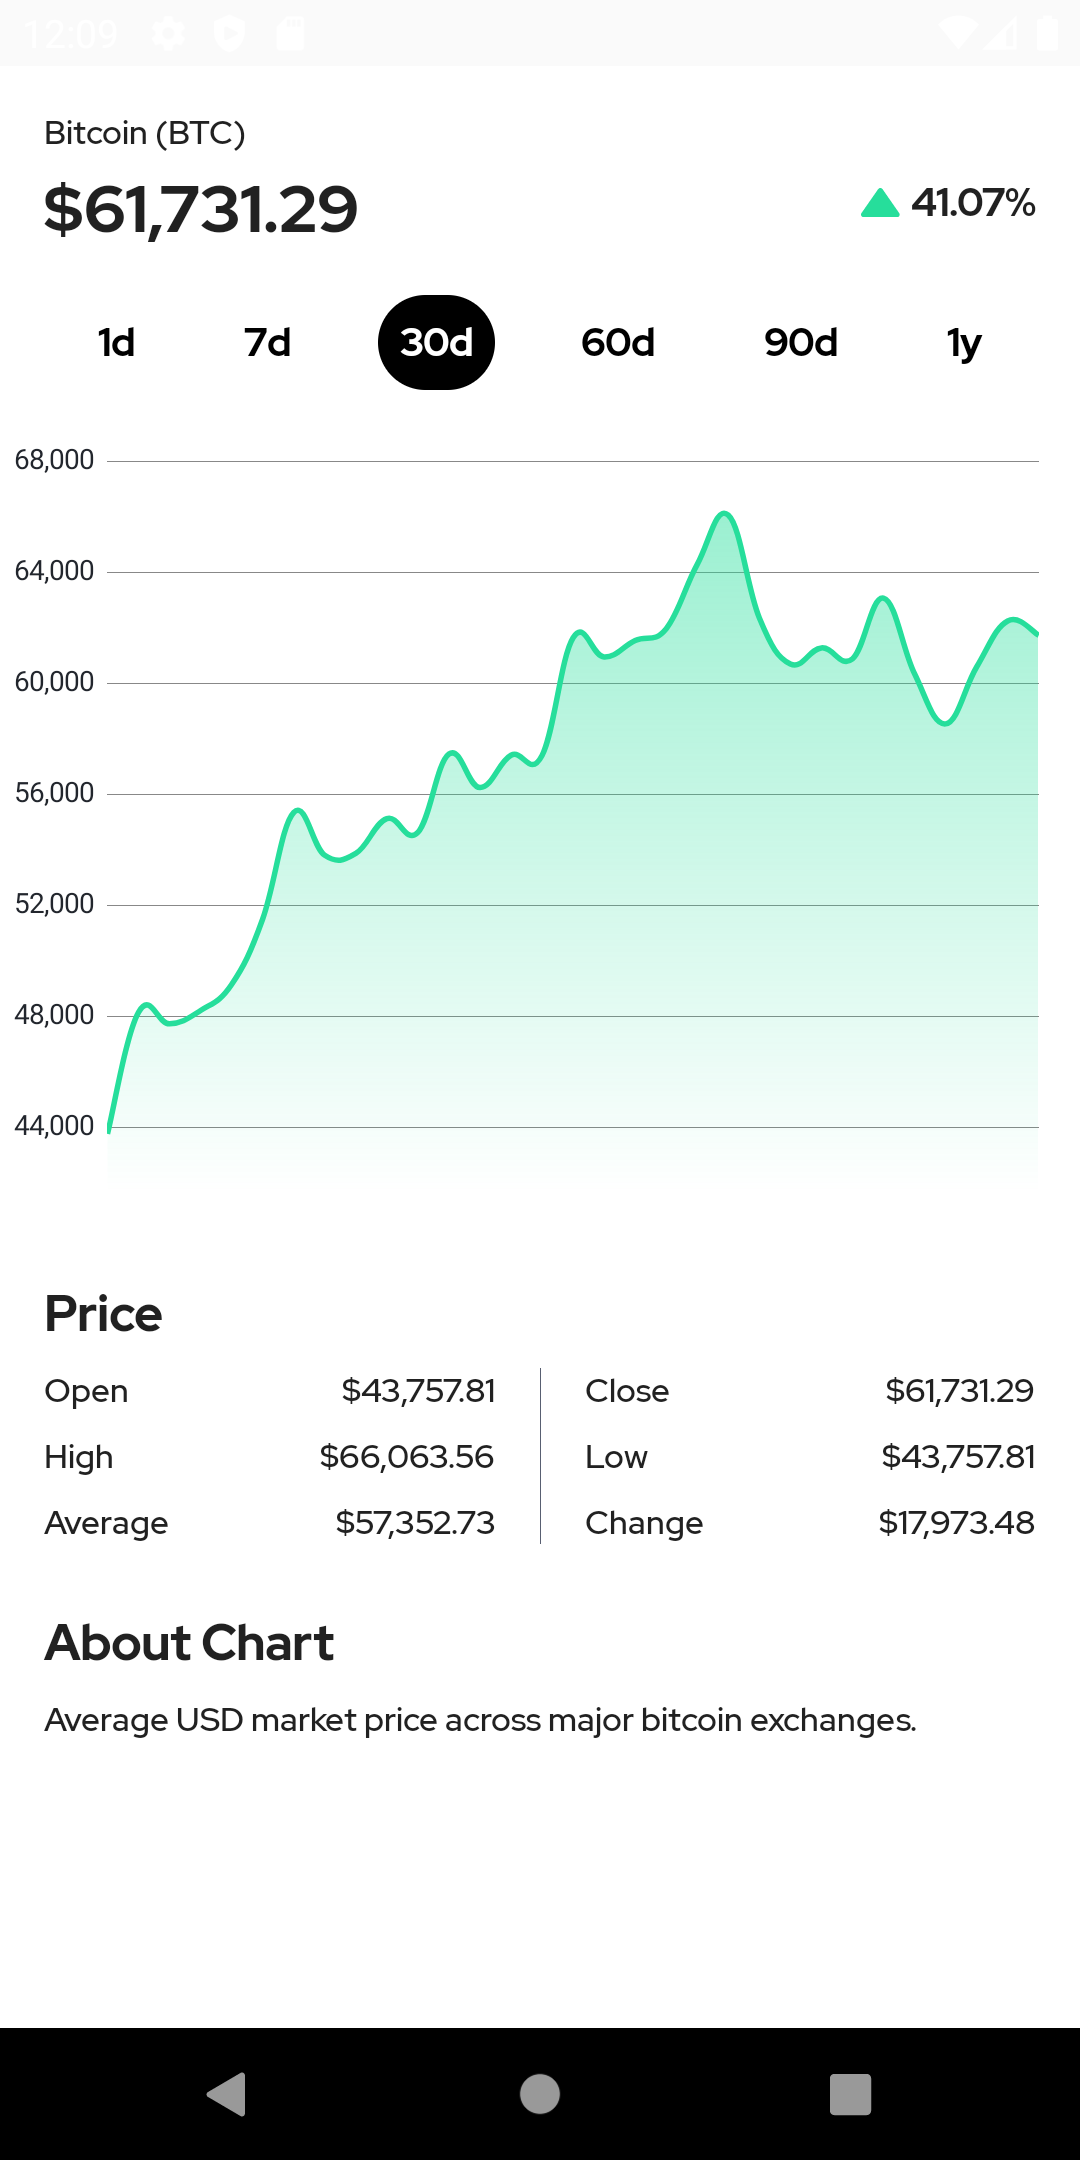 12:09
Bitcoin (BTC)
$61,731.29
41.07%
1d 7d 30d 60d 90d 1y
68,000
64,000
60,000
56,000
52,000
48,000
44,000
Price
Open $43,757.81 Close $61,731.29
High $66,063.56 Low $43,757.81
Average $57,352.73 Change $17,973.48
About Chart
Average USD market price across major bitcoin exchanges.